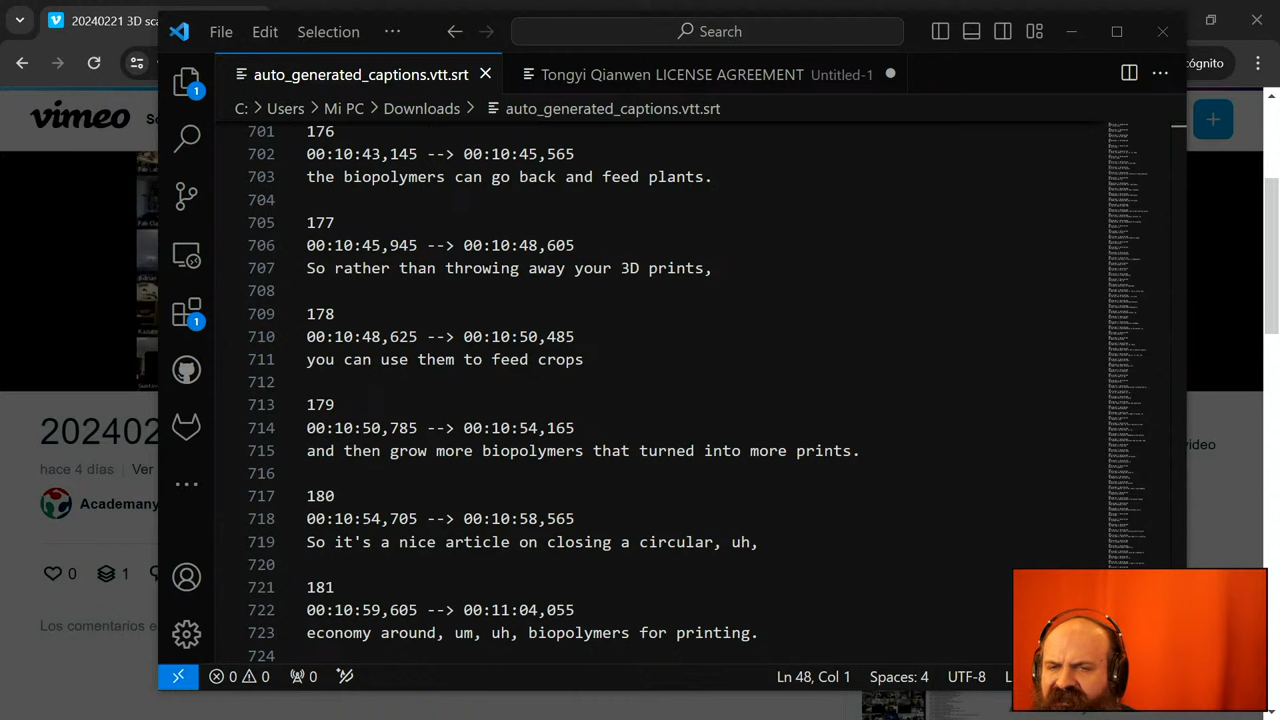 20240221 3D sca
File Edit Selection ··· Search
ógnito
vimeo So
1
auto_generated_captions.vtt.srt Tongyi Qianwen LICENSE AGREEMENT Untitled-1
C: > Users > Mi PC > Downloads > auto_generated_captions.vtt.srt
701 176
702 00:10:43,145 --> 00:10:45,565
703 the biopolymers can go back and feed plants.
704
705 177
706 00:10:45,945 --> 00:10:48,605
707 So rather than throwing away your 3D prints,
708
709 178
710 00:10:48,625 --> 00:10:50,485
711 you can use them to feed crops
712
713 179
714 00:10:50,785 --> 00:10:54,165
715 and then grow more biopolymers that turned into more prints.
716
717 180
718 00:10:54,705 --> 00:10:58,565
719 So it's a nice article on closing a circular, uh,
720
721 181
722 00:10:59,605 --> 00:11:04,055
723 economy around, um, uh, biopolymers for printing.
724
1
2024022
hace 4 días Ver
Academany
0 1
Los comentarios e
video
0 0 0 Ln 48, Col 1 Spaces: 4 UTF-8 L